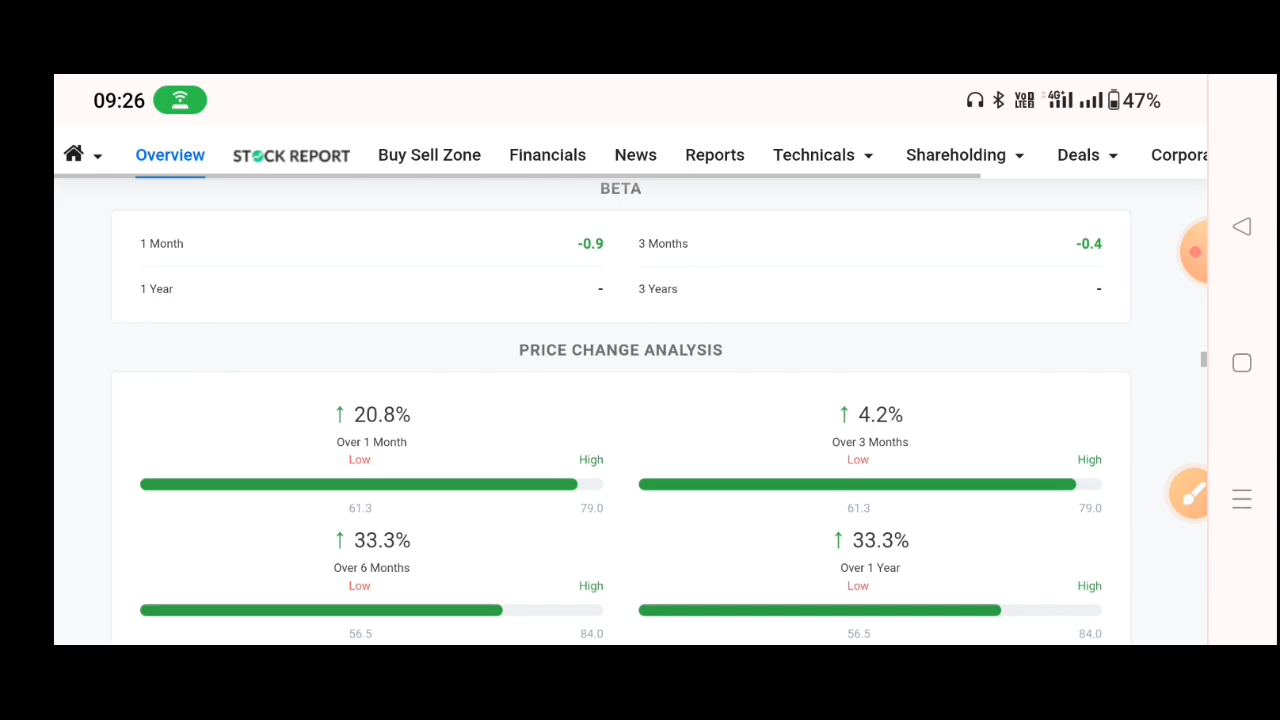 09:26 VoD LTE 4G+ 47%
Overview STOCK REPORT Buy Sell Zone Financials News Reports Technicals Shareholding Deals Corpora
BETA
1 Month -0.9 3 Months -0.4
1 Year - 3 Years -
PRICE CHANGE ANALYSIS
↑ 20.8% ↑ 4.2%
Over 1 Month Over 3 Months
Low High Low High
61.3 79.0 61.3 79.0
↑ 33.3% ↑ 33.3%
Over 6 Months Over 1 Year
Low High Low High
56.5 84.0 56.5 84.0